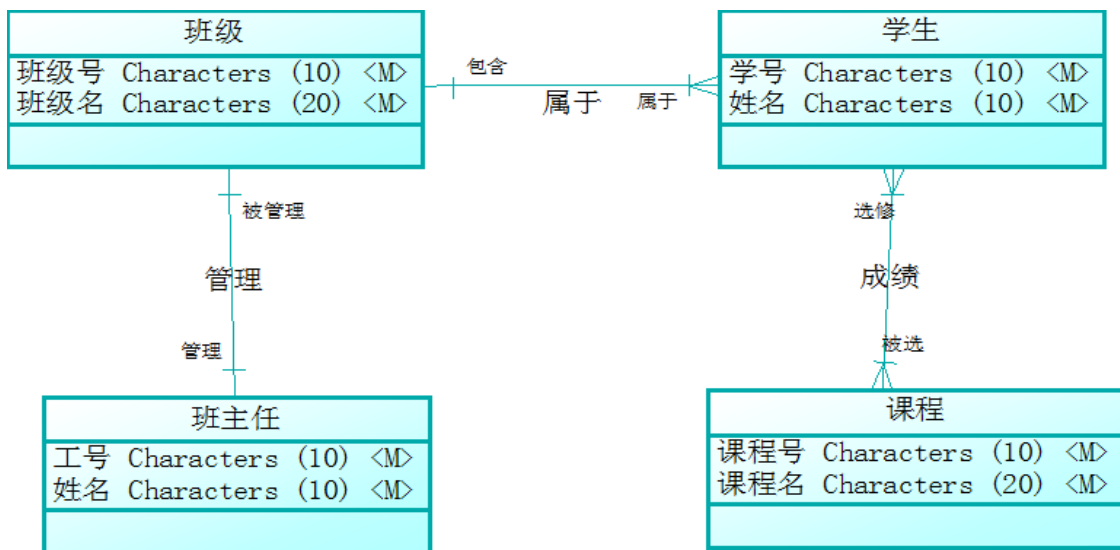 班级
班级号 Characters (10) <M>
班级名 Characters (20) <M>
包含
属于
属于
学生
学号 Characters (10) <M>
姓名 Characters (10) <M>
被管理
管理
管理
选修
成绩
被选
班主任
工号 Characters (10) <M>
姓名 Characters (10) <M>
课程
课程号 Characters (10) <M>
课程名 Characters (20) <M>